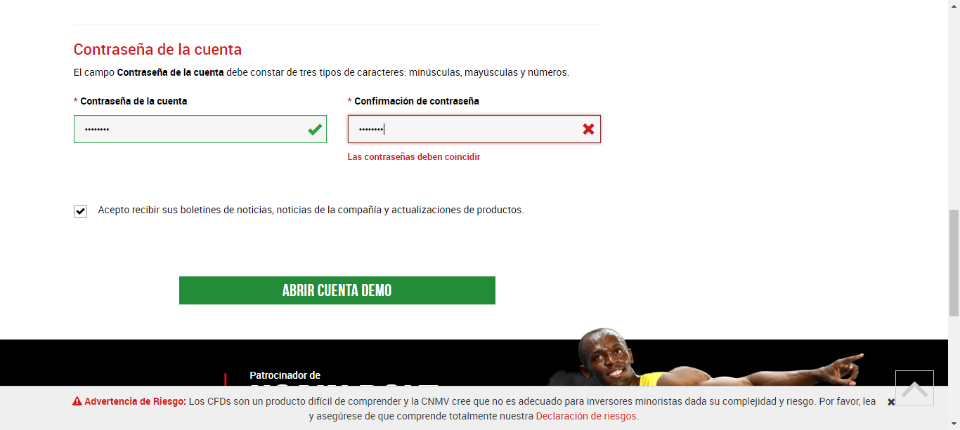 Contraseña de la cuenta
El campo Contraseña de la cuenta debe constar de tres tipos de caracteres: minúsculas, mayúsculas y números.
* Contraseña de la cuenta
* Confirmación de contraseña
Las contraseñas deben coincidir
Acepto recibir sus boletines de noticias, noticias de la compañía y actualizaciones de productos.
ABRIR CUENTA DEMO
Patrocinador de
Advertencia de Riesgo: Los CFDs son un producto difícil de comprender y la CNMV cree que no es adecuado para inversores minoristas dada su complejidad y riesgo. Por favor, lea
y asegúrese de que comprende totalmente nuestra Declaración de riesgos.